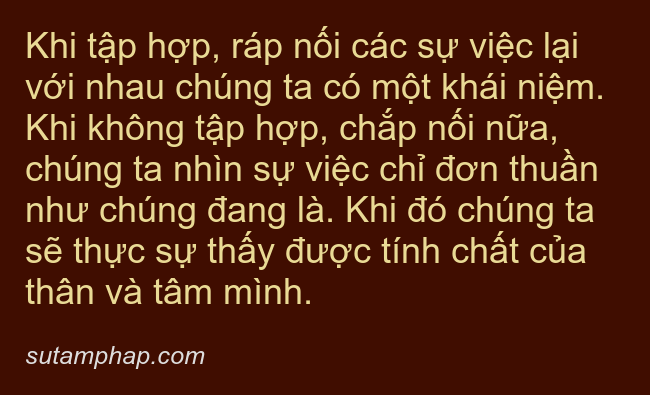 Khi tập hợp, ráp nối các sự việc lại
với nhau chúng ta có một khái niệm.
Khi không tập hợp, chắp nối nữa,
chúng ta nhìn sự việc chỉ đơn thuần
như chúng đang là. Khi đó chúng ta
sẽ thực sự thấy được tính chất của
thân và tâm mình.
sutamphap.com